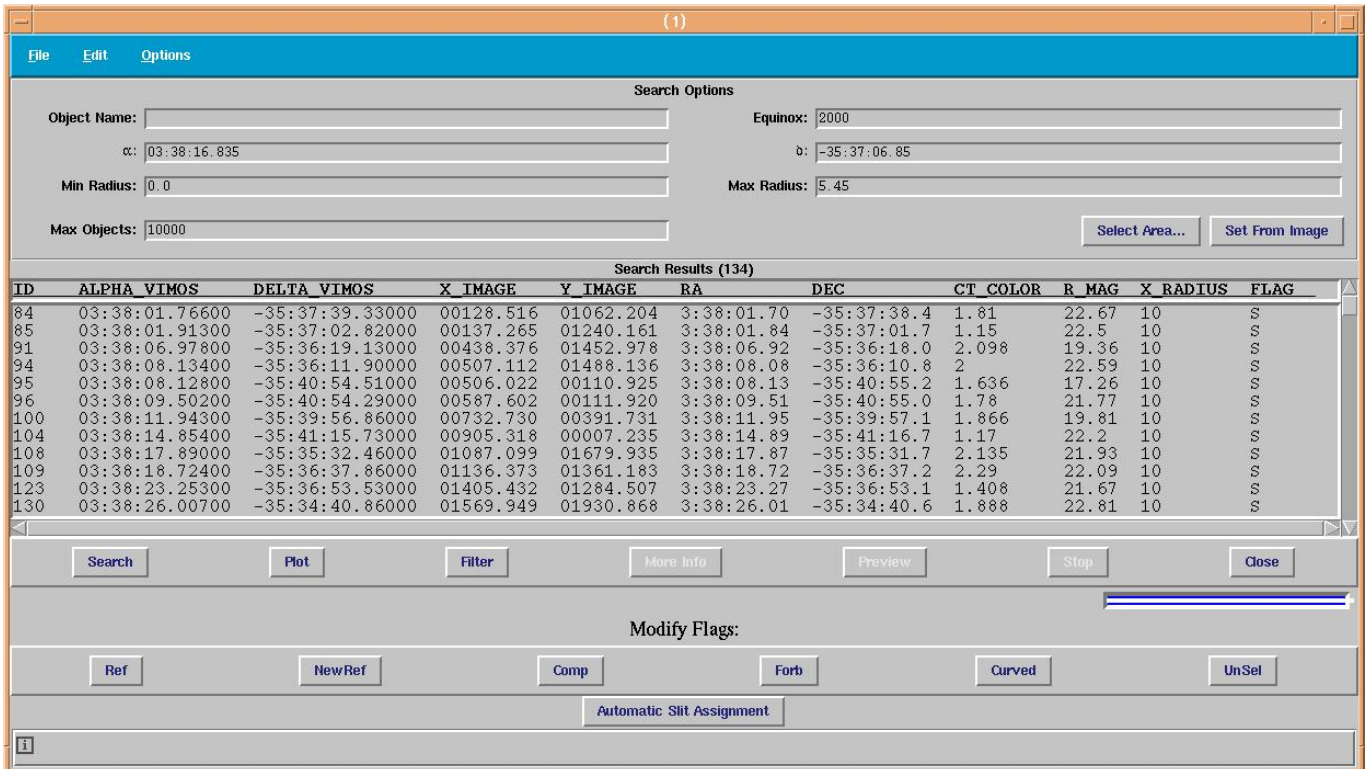 (1)
File Edit Options
Search Options
Object Name: Equinox: 2000
α: 03:38:16.835 δ: -35:37:06.85
Min Radius: 0.0 Max Radius: 5.45
Max Objects: 10000 Select Area... Set From Image
Search Results (134)
ID ALPHA_VIMOS DELTA_VIMOS X_IMAGE Y_IMAGE RA DEC CT_COLOR R_MAG X_RADIUS FLAG
84 03:38:01.76600 -35:37:39.33000 00128.516 01062.204 3:38:01.70 -35:37:38.4 1.81 22.67 10 S
85 03:38:01.91300 -35:37:02.82000 00137.265 01240.161 3:38:01.84 -35:37:01.7 1.15 22.5 10 S
91 03:38:06.97800 -35:36:19.13000 00438.376 01452.978 3:38:06.92 -35:36:18.0 2.098 19.36 10 S
94 03:38:08.13400 -35:36:11.90000 00507.112 01488.136 3:38:08.08 -35:36:10.8 2 22.59 10 S
95 03:38:08.12800 -35:40:54.51000 00506.022 00110.925 3:38:08.13 -35:40:55.2 1.636 17.26 10 S
96 03:38:09.50200 -35:40:54.29000 00587.602 00111.920 3:38:09.51 -35:40:55.0 1.78 21.77 10 S
100 03:38:11.94300 -35:39:56.86000 00732.730 00391.731 3:38:11.95 -35:39:57.1 1.866 19.81 10 S
104 03:38:14.85400 -35:41:15.73000 00905.318 00007.235 3:38:14.89 -35:41:16.7 1.17 22.2 10 S
108 03:38:17.89000 -35:35:32.46000 01087.099 01679.935 3:38:17.87 -35:35:31.7 2.135 21.93 10 S
109 03:38:18.72400 -35:36:37.86000 01136.373 01361.183 3:38:18.72 -35:36:37.2 2.29 22.09 10 S
123 03:38:23.25300 -35:36:53.53000 01405.432 01284.507 3:38:23.27 -35:36:53.1 1.408 21.67 10 S
130 03:38:26.00700 -35:34:40.86000 01569.949 01930.868 3:38:26.01 -35:34:40.6 1.888 22.81 10 S
Search Plot Filter More Info Preview Stop Close
Modify Flags:
Ref NewRef Comp Forb Curved UnSel
Automatic Slit Assignment
i